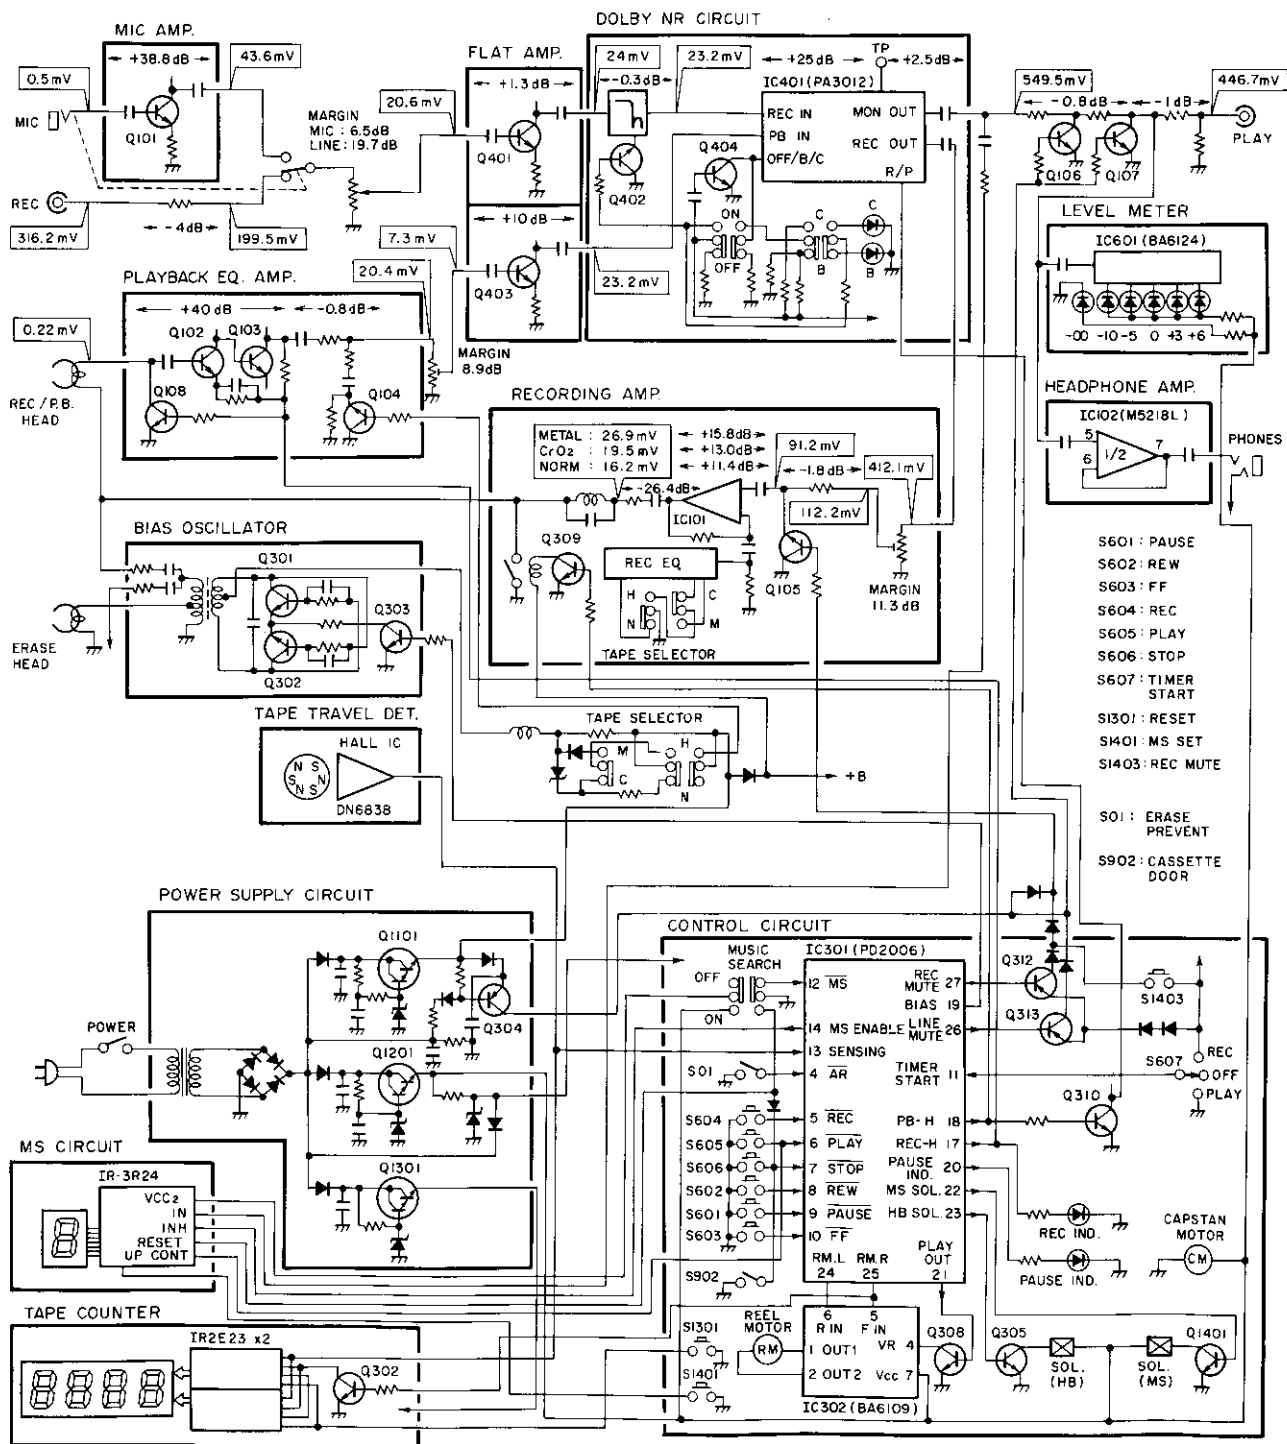 DOLBY NR CIRCUIT
MIC AMP.
+38.8dB
43.6mV
0.5mV
MIC
Q101
FLAT AMP.
+1.3dB
20.6mV
Q401
24mV
-0.3dB
23.2mV
+25dB
TP
+2.5dB
IC401(PA3012)
REC IN
PB IN
OFF/B/C
MON OUT
REC OUT
R/P
Q402
Q404
ON
OFF
C
B
C
B
549.5mV
-0.8dB
-1dB
446.7mV
PLAY
Q106
Q107
MARGIN
MIC : 6.5dB
LINE : 19.7dB
REC
316.2mV
-4dB
199.5mV
+10dB
7.3mV
Q403
23.2mV
LEVEL METER
IC601(BA6124)
-∞ -10 -5 0 +3 +6
PLAYBACK EQ. AMP.
20.4mV
+40dB
-0.8dB
0.22mV
Q102
Q103
Q108
Q104
MARGIN
8.9dB
REC/P.B.
HEAD
RECORDING AMP.
METAL : 26.9mV
CrO2 : 19.5mV
NORM : 16.2mV
+15.8dB
+13.0dB
+11.4dB
91.2mV
-1.8dB
412.1mV
-26.4dB
112.2mV
IC101
Q309
REC EQ
H
N
C
M
Q105
MARGIN
11.3dB
TAPE SELECTOR
HEADPHONE AMP.
IC102(M5218L)
5
6
1/2
7
PHONES
BIAS OSCILLATOR
Q301
Q303
Q302
ERASE
HEAD
S601 : PAUSE
S602 : REW
S603 : FF
S604 : REC
S605 : PLAY
S606 : STOP
S607 : TIMER
START
S1301 : RESET
S1401 : MS SET
S1403 : REC MUTE
S01 : ERASE
PREVENT
S902 : CASSETTE
DOOR
TAPE TRAVEL DET.
HALL IC
N S
S N
N S
DN6838
TAPE SELECTOR
M
C
H
N
+B
POWER SUPPLY CIRCUIT
Q1101
Q304
Q1201
Q1301
POWER
CONTROL CIRCUIT
MUSIC
SEARCH
OFF
ON
IC301(PD2006)
12 MS
14 MS ENABLE
13 SENSING
4 AR
5 REC
6 PLAY
7 STOP
8 REW
9 PAUSE
10 FF
REC
MUTE 27
BIAS 19
LINE
MUTE 26
TIMER
START 11
PB-H 18
REC-H 17
PAUSE
IND. 20
MS SOL. 22
HB SOL. 23
RM.L
24
RM.R
25
PLAY
OUT
21
S01
S604
S605
S606
S602
S601
S603
S902
Q312
Q313
S1403
S607
REC
OFF
PLAY
Q310
REC IND.
PAUSE IND.
CAPSTAN
MOTOR
CM
MS CIRCUIT
IR-3R24
VCC2
IN
INH
RESET
UP CONT
8
TAPE COUNTER
IR2E23 x2
8888
Q302
S1301
S1401
REEL
MOTOR
RM
6
R IN
5
F IN
1 OUT1
2 OUT2
VR 4
Vcc 7
IC302(BA6109)
Q308
Q305
SOL.
(HB)
SOL.
(MS)
Q1401